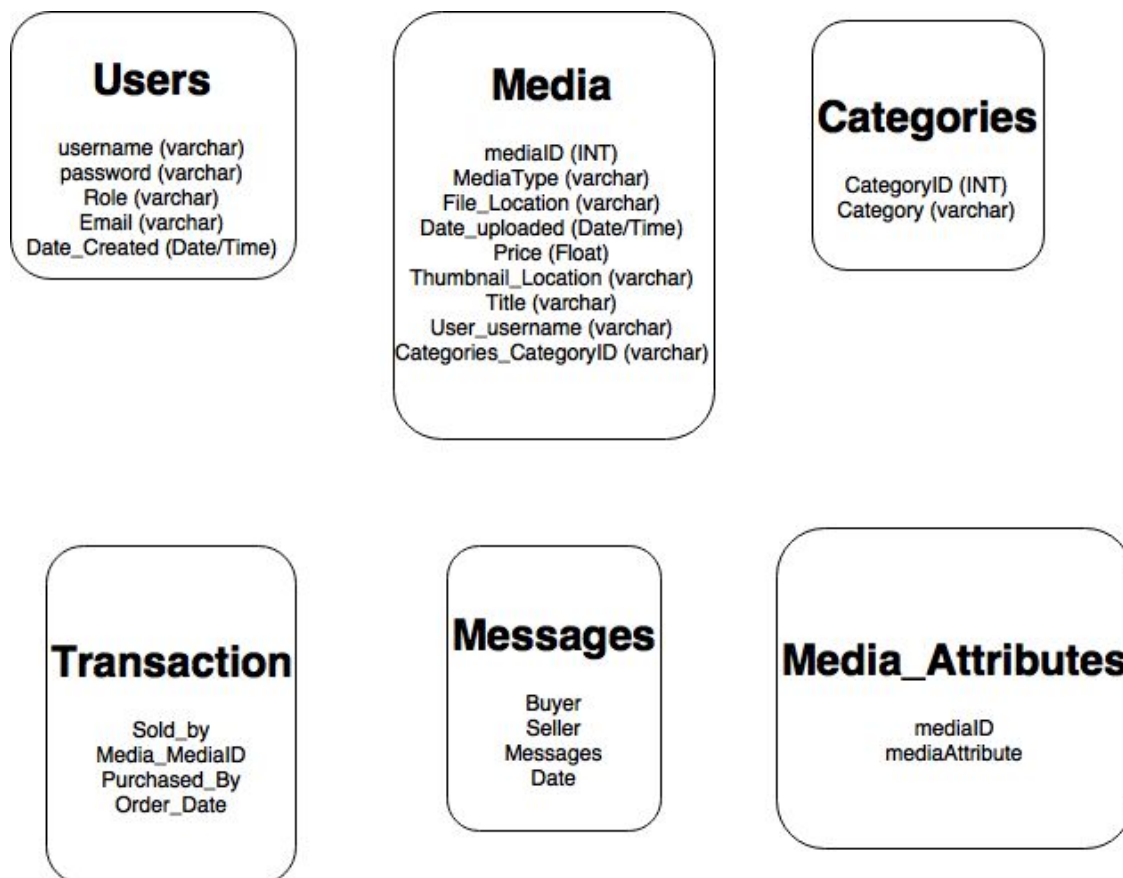 Users
username (varchar)
password (varchar)
Role (varchar)
Email (varchar)
Date_Created (Date/Time)
Media
mediaID (INT)
MediaType (varchar)
File_Location (varchar)
Date_uploaded (Date/Time)
Price (Float)
Thumbnail_Location (varchar)
Title (varchar)
User_username (varchar)
Categories_CategoryID (varchar)
Categories
CategoryID (INT)
Category (varchar)
Transaction
Sold_by
Media_MediaID
Purchased_By
Order_Date
Messages
Buyer
Seller
Messages
Date
Media_Attributes
mediaID
mediaAttribute